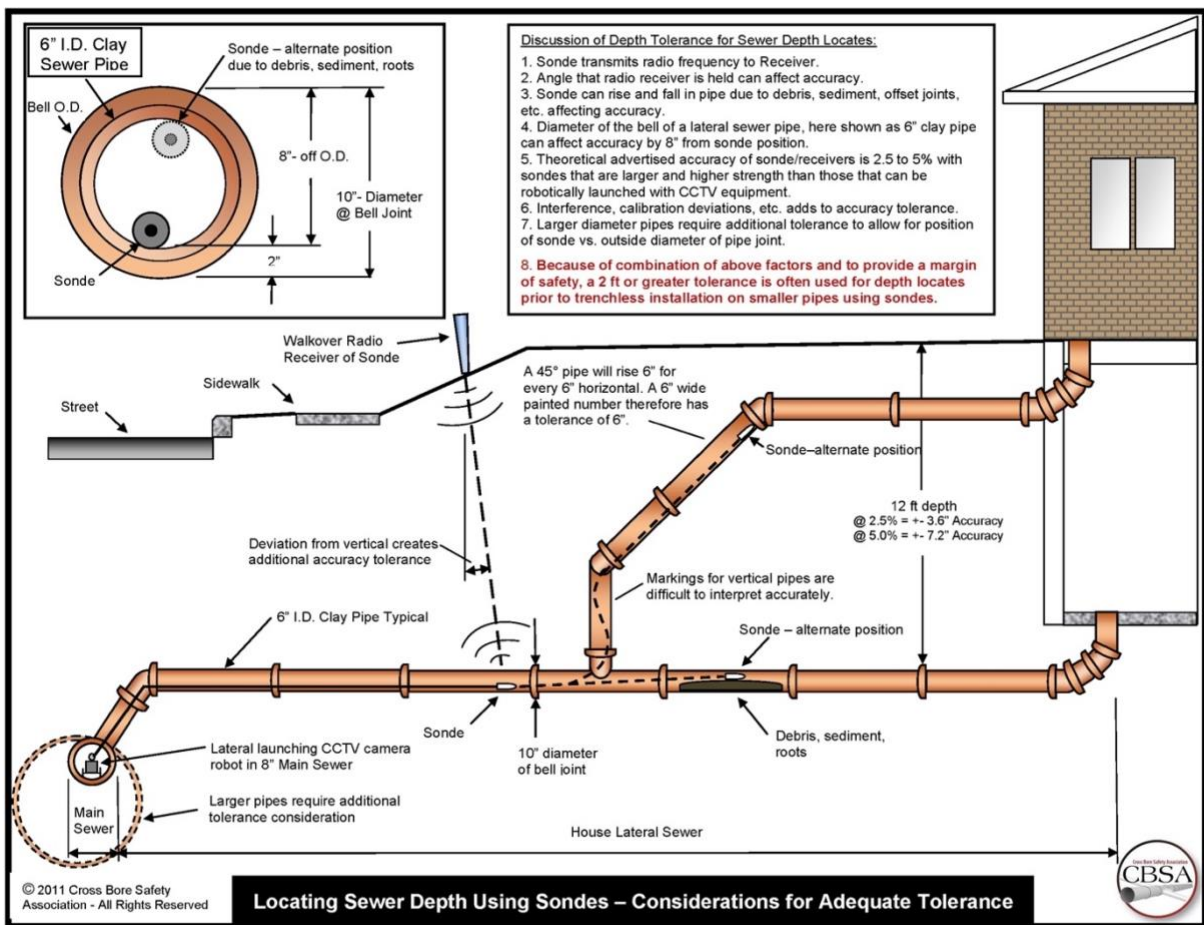 6” I.D. Clay
Sewer Pipe
Sonde – alternate position
due to debris, sediment, roots
Bell O.D.
8”- off O.D.
10”- Diameter
@ Bell Joint
2”
Sonde
Discussion of Depth Tolerance for Sewer Depth Locates:
1. Sonde transmits radio frequency to Receiver.
2. Angle that radio receiver is held can affect accuracy.
3. Sonde can rise and fall in pipe due to debris, sediment, offset joints,
etc. affecting accuracy.
4. Diameter of the bell of a lateral sewer pipe, here shown as 6” clay pipe
can affect accuracy by 8” from sonde position.
5. Theoretical advertised accuracy of sonde/receivers is 2.5 to 5% with
sondes that are larger and higher strength than those that can be
robotically launched with CCTV equipment.
6. Interference, calibration deviations, etc. adds to accuracy tolerance.
7. Larger diameter pipes require additional tolerance to allow for position
of sonde vs. outside diameter of pipe joint.
8. Because of combination of above factors and to provide a margin
of safety, a 2 ft or greater tolerance is often used for depth locates
prior to trenchless installation on smaller pipes using sondes.
Walkover Radio
Receiver of Sonde
Sidewalk
Street
A 45° pipe will rise 6” for
every 6” horizontal. A 6” wide
painted number therefore has
a tolerance of 6”.
Sonde–alternate position
12 ft depth
@ 2.5% = +- 3.6” Accuracy
@ 5.0% = +- 7.2” Accuracy
Deviation from vertical creates
additional accuracy tolerance
Markings for vertical pipes are
difficult to interpret accurately.
6” I.D. Clay Pipe Typical
Sonde – alternate position
Sonde
10” diameter
of bell joint
Debris, sediment,
roots
Lateral launching CCTV camera
robot in 8” Main Sewer
Larger pipes require additional
tolerance consideration
Main
Sewer
House Lateral Sewer
© 2011 Cross Bore Safety
Association - All Rights Reserved
Locating Sewer Depth Using Sondes – Considerations for Adequate Tolerance
Cross Bore Safety Association
CBSA